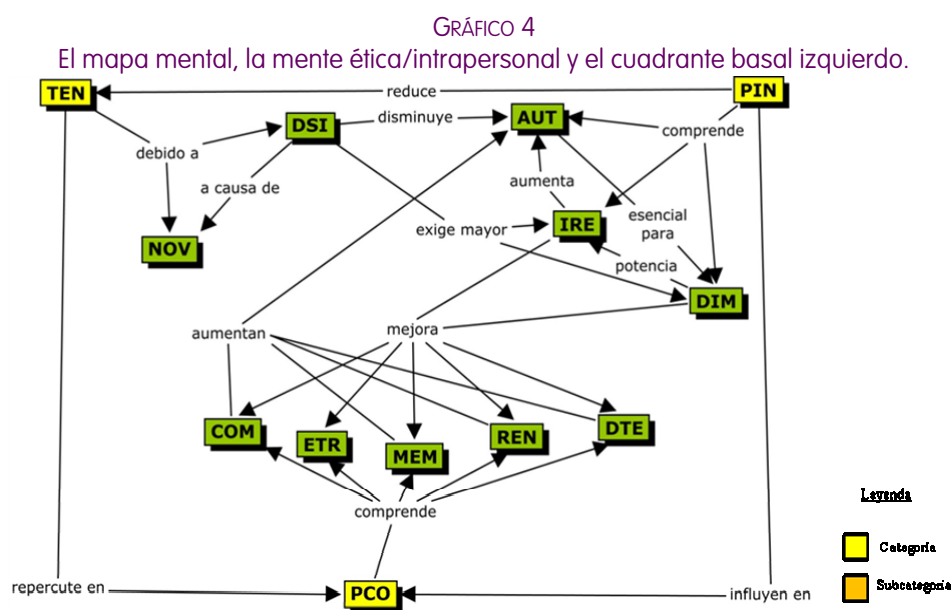 GRÁFICO 4
El mapa mental, la mente ética/intrapersonal y el cuadrante basal izquierdo.
TEN
reduce
PIN
DSI
disminuye
AUT
comprende
debido a
a causa de
aumenta
NOV
exige mayor
IRE
esencial
para
potencia
DIM
aumentan
mejora
COM
ETR
MEM
REN
DTE
comprende
Leyenda
Categoría
Subcategoría
repercute en
PCO
influyen en